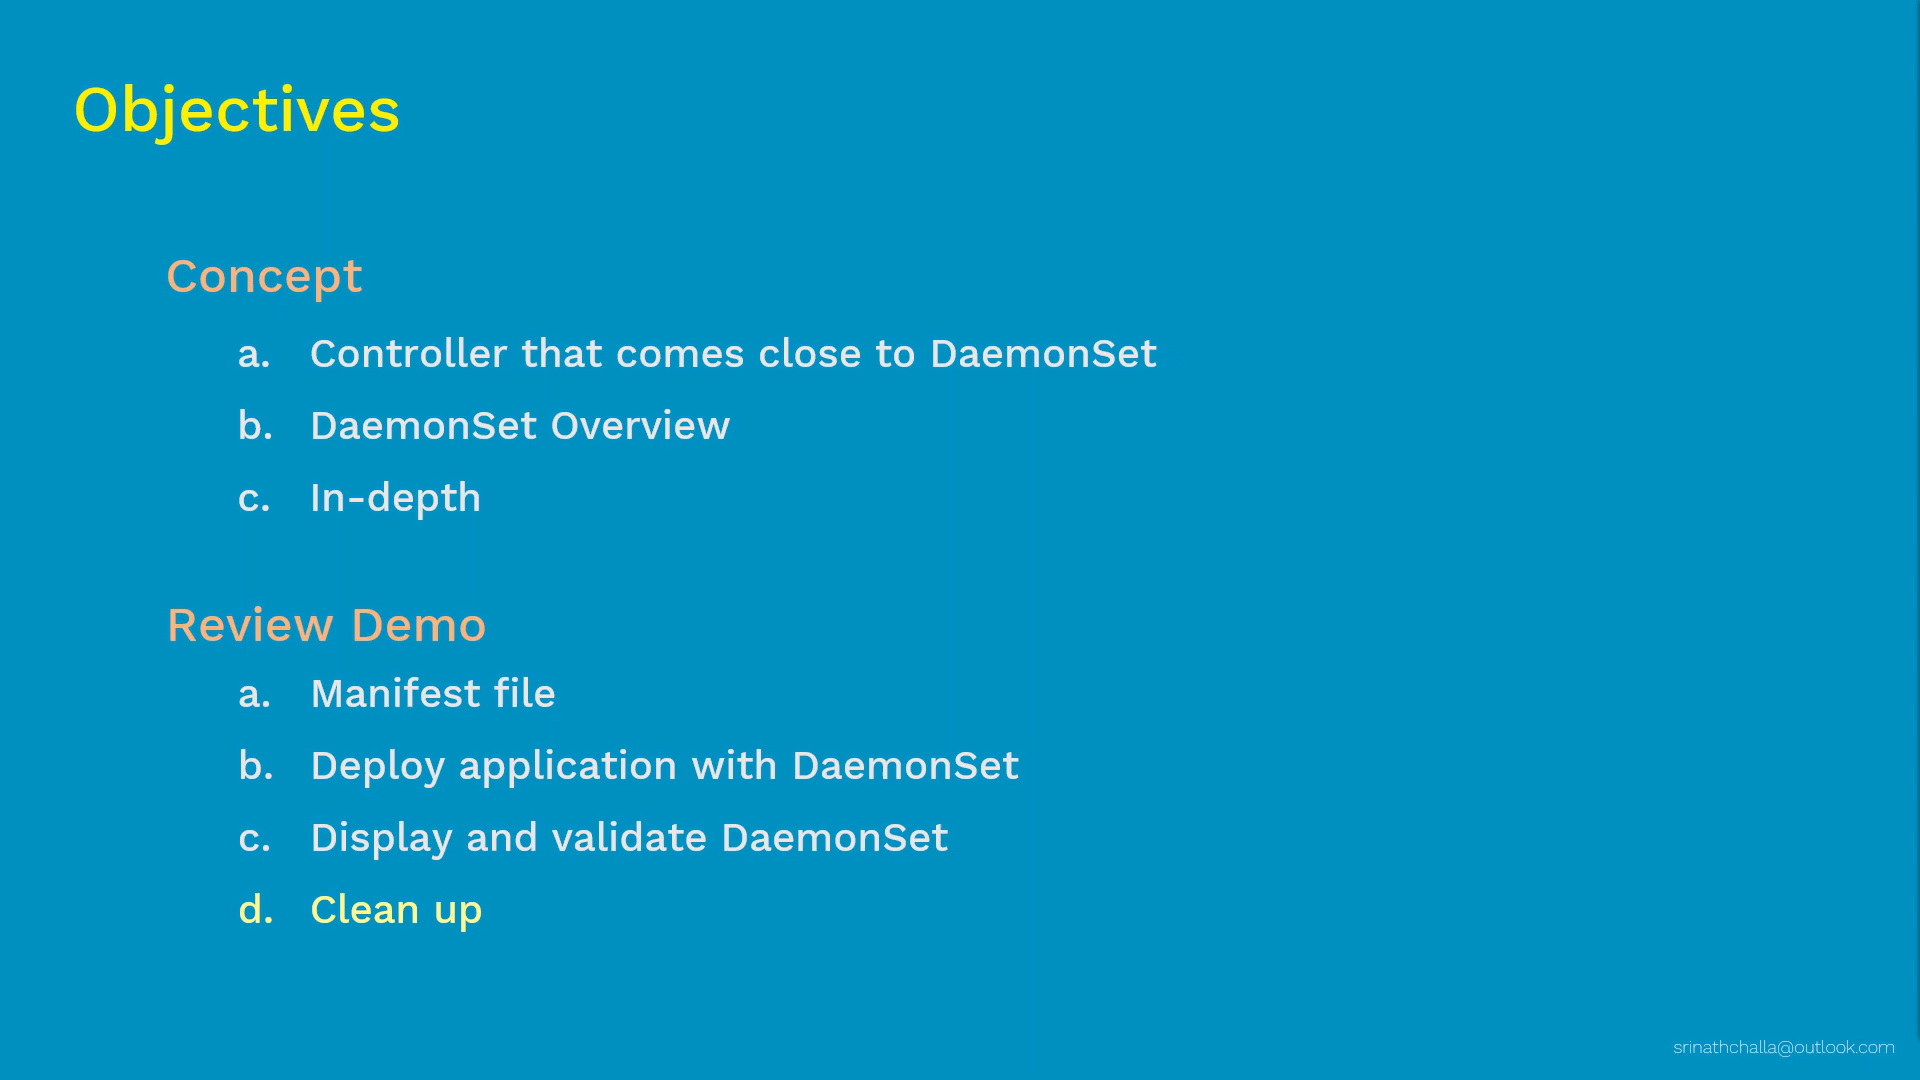 Objectives
Concept
a. Controller that comes close to DaemonSet
b. DaemonSet Overview
c. In-depth
Review Demo
a. Manifest file
b. Deploy application with DaemonSet
c. Display and validate DaemonSet
d. Clean up
srinathchalla@outlook.com